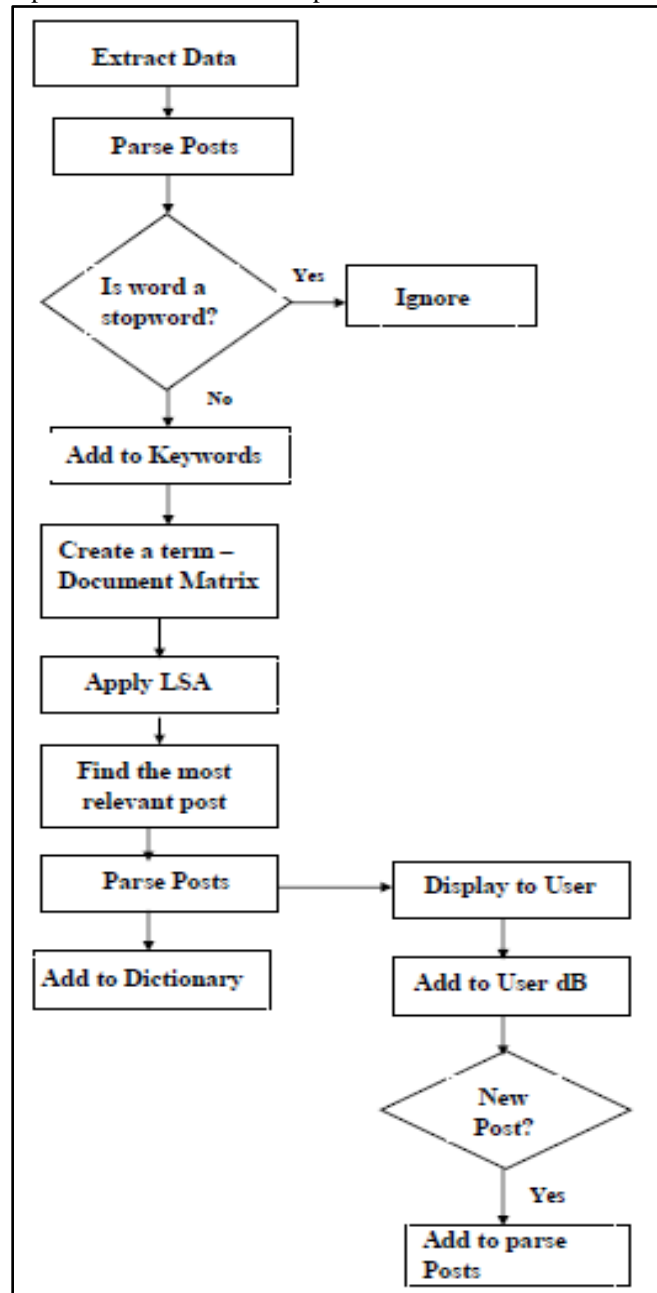 Extract Data
Parse Posts
Is word a
stopword?
Yes
Ignore
No
Add to Keywords
Create a term –
Document Matrix
Apply LSA
Find the most
relevant post
Parse Posts
Display to User
Add to Dictionary
Add to User dB
New
Post?
Yes
Add to parse
Posts